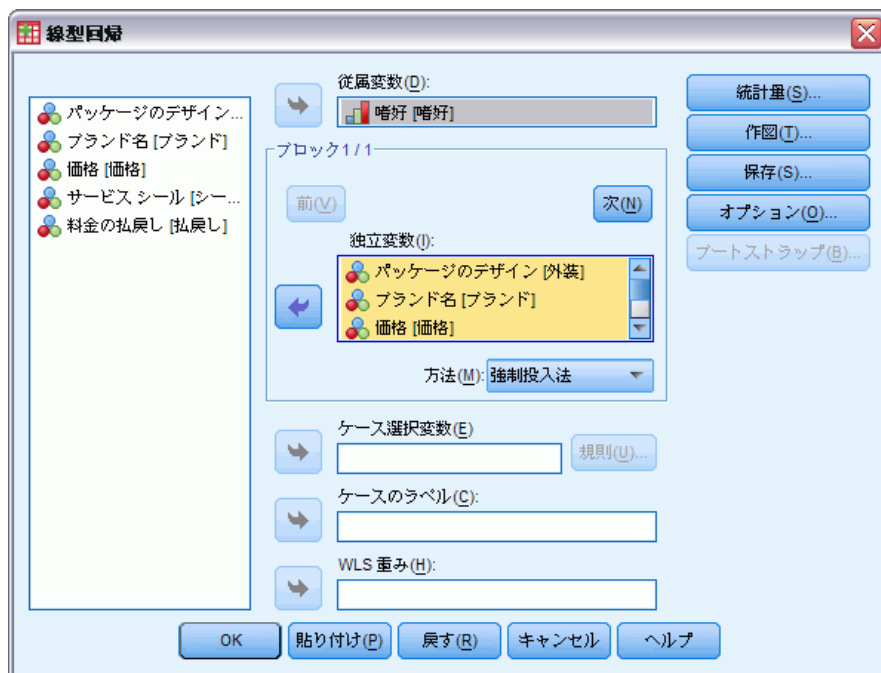 線型回帰
パッケージのデザイン...
ブランド名 [ブランド]
価格 [価格]
サービス シール [シー...
料金の払戻し [払戻し]
従属変数(D):
嗜好 [嗜好]
ブロック1 / 1
前(V)
次(N)
独立変数(I):
パッケージのデザイン [外装]
ブランド名 [ブランド]
価格 [価格]
方法(M): 強制投入法
ケース選択変数(E)
規則(U)...
ケースのラベル(C):
WLS 重み(H):
統計量(S)...
作図(T)...
保存(S)...
オプション(O)...
ブートストラップ(B)...
OK
貼り付け(P)
戻す(R)
キャンセル
ヘルプ